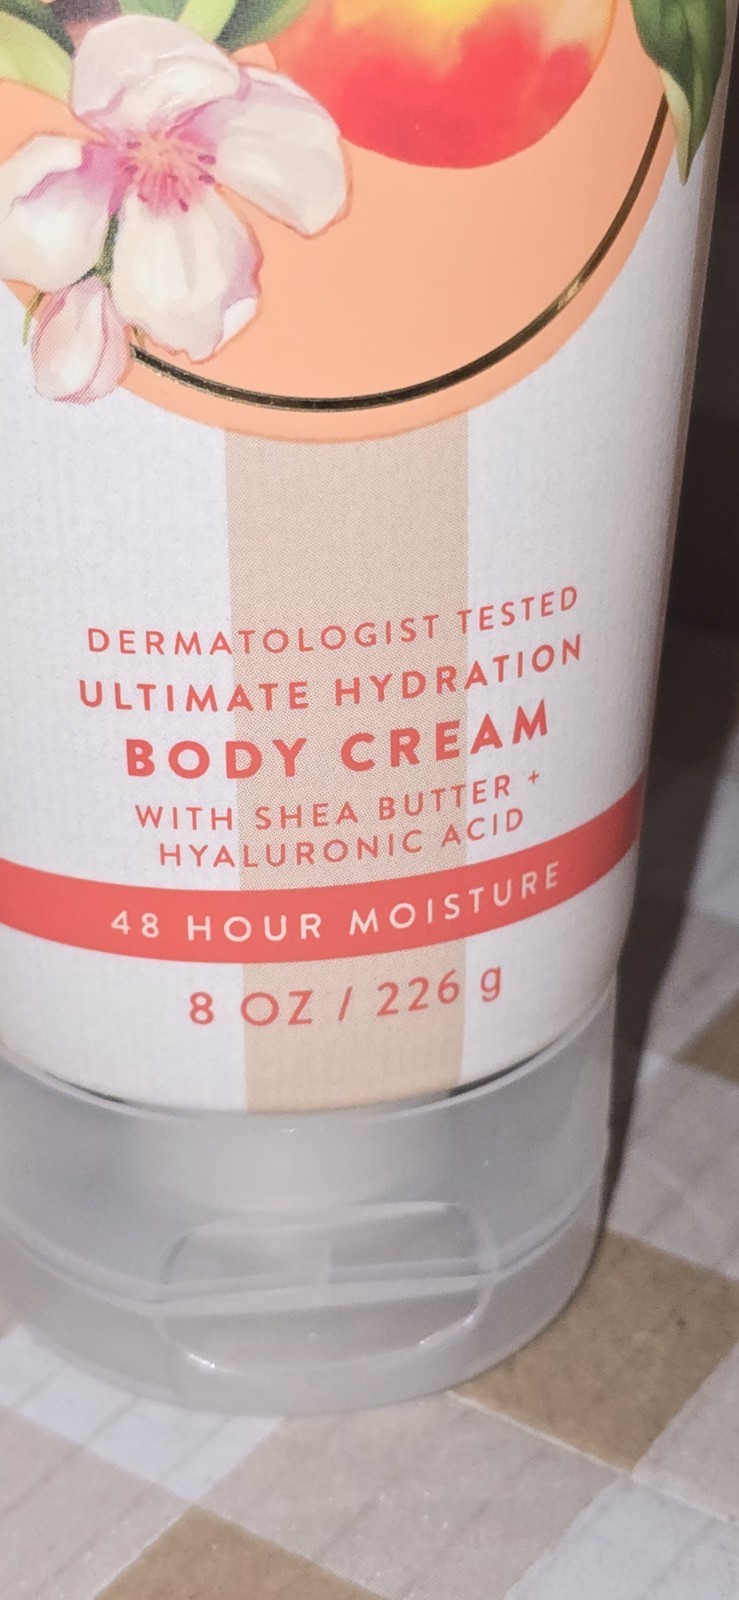 DERMATOLOGIST TESTED
ULTIMATE HYDRATION
BODY CREAM
WITH SHEA BUTTER +
HYALURONIC ACID
48 HOUR MOISTURE
8 OZ / 226 g